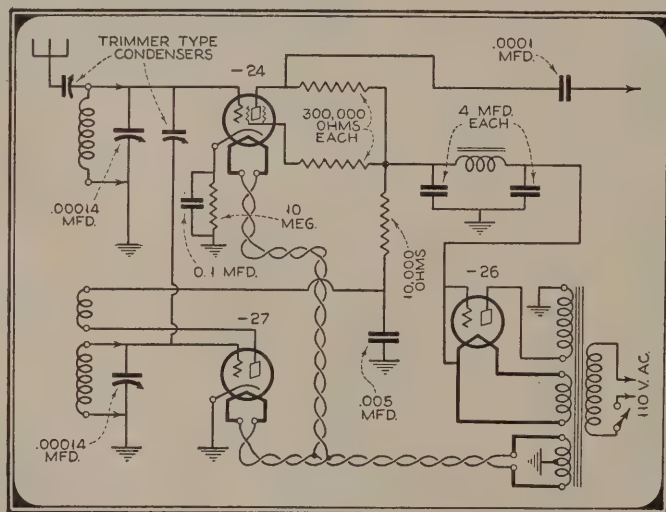 TRIMMER TYPE
CONDENSERS
-24
.0001
MFD.
300,000
OHMS
EACH
4 MFD.
EACH
.00014
MFD.
10
MEG.
0.1 MFD.
10,000
OHMS
-26
-27
.005
MFD.
110 V. AC.
.00014
MFD.